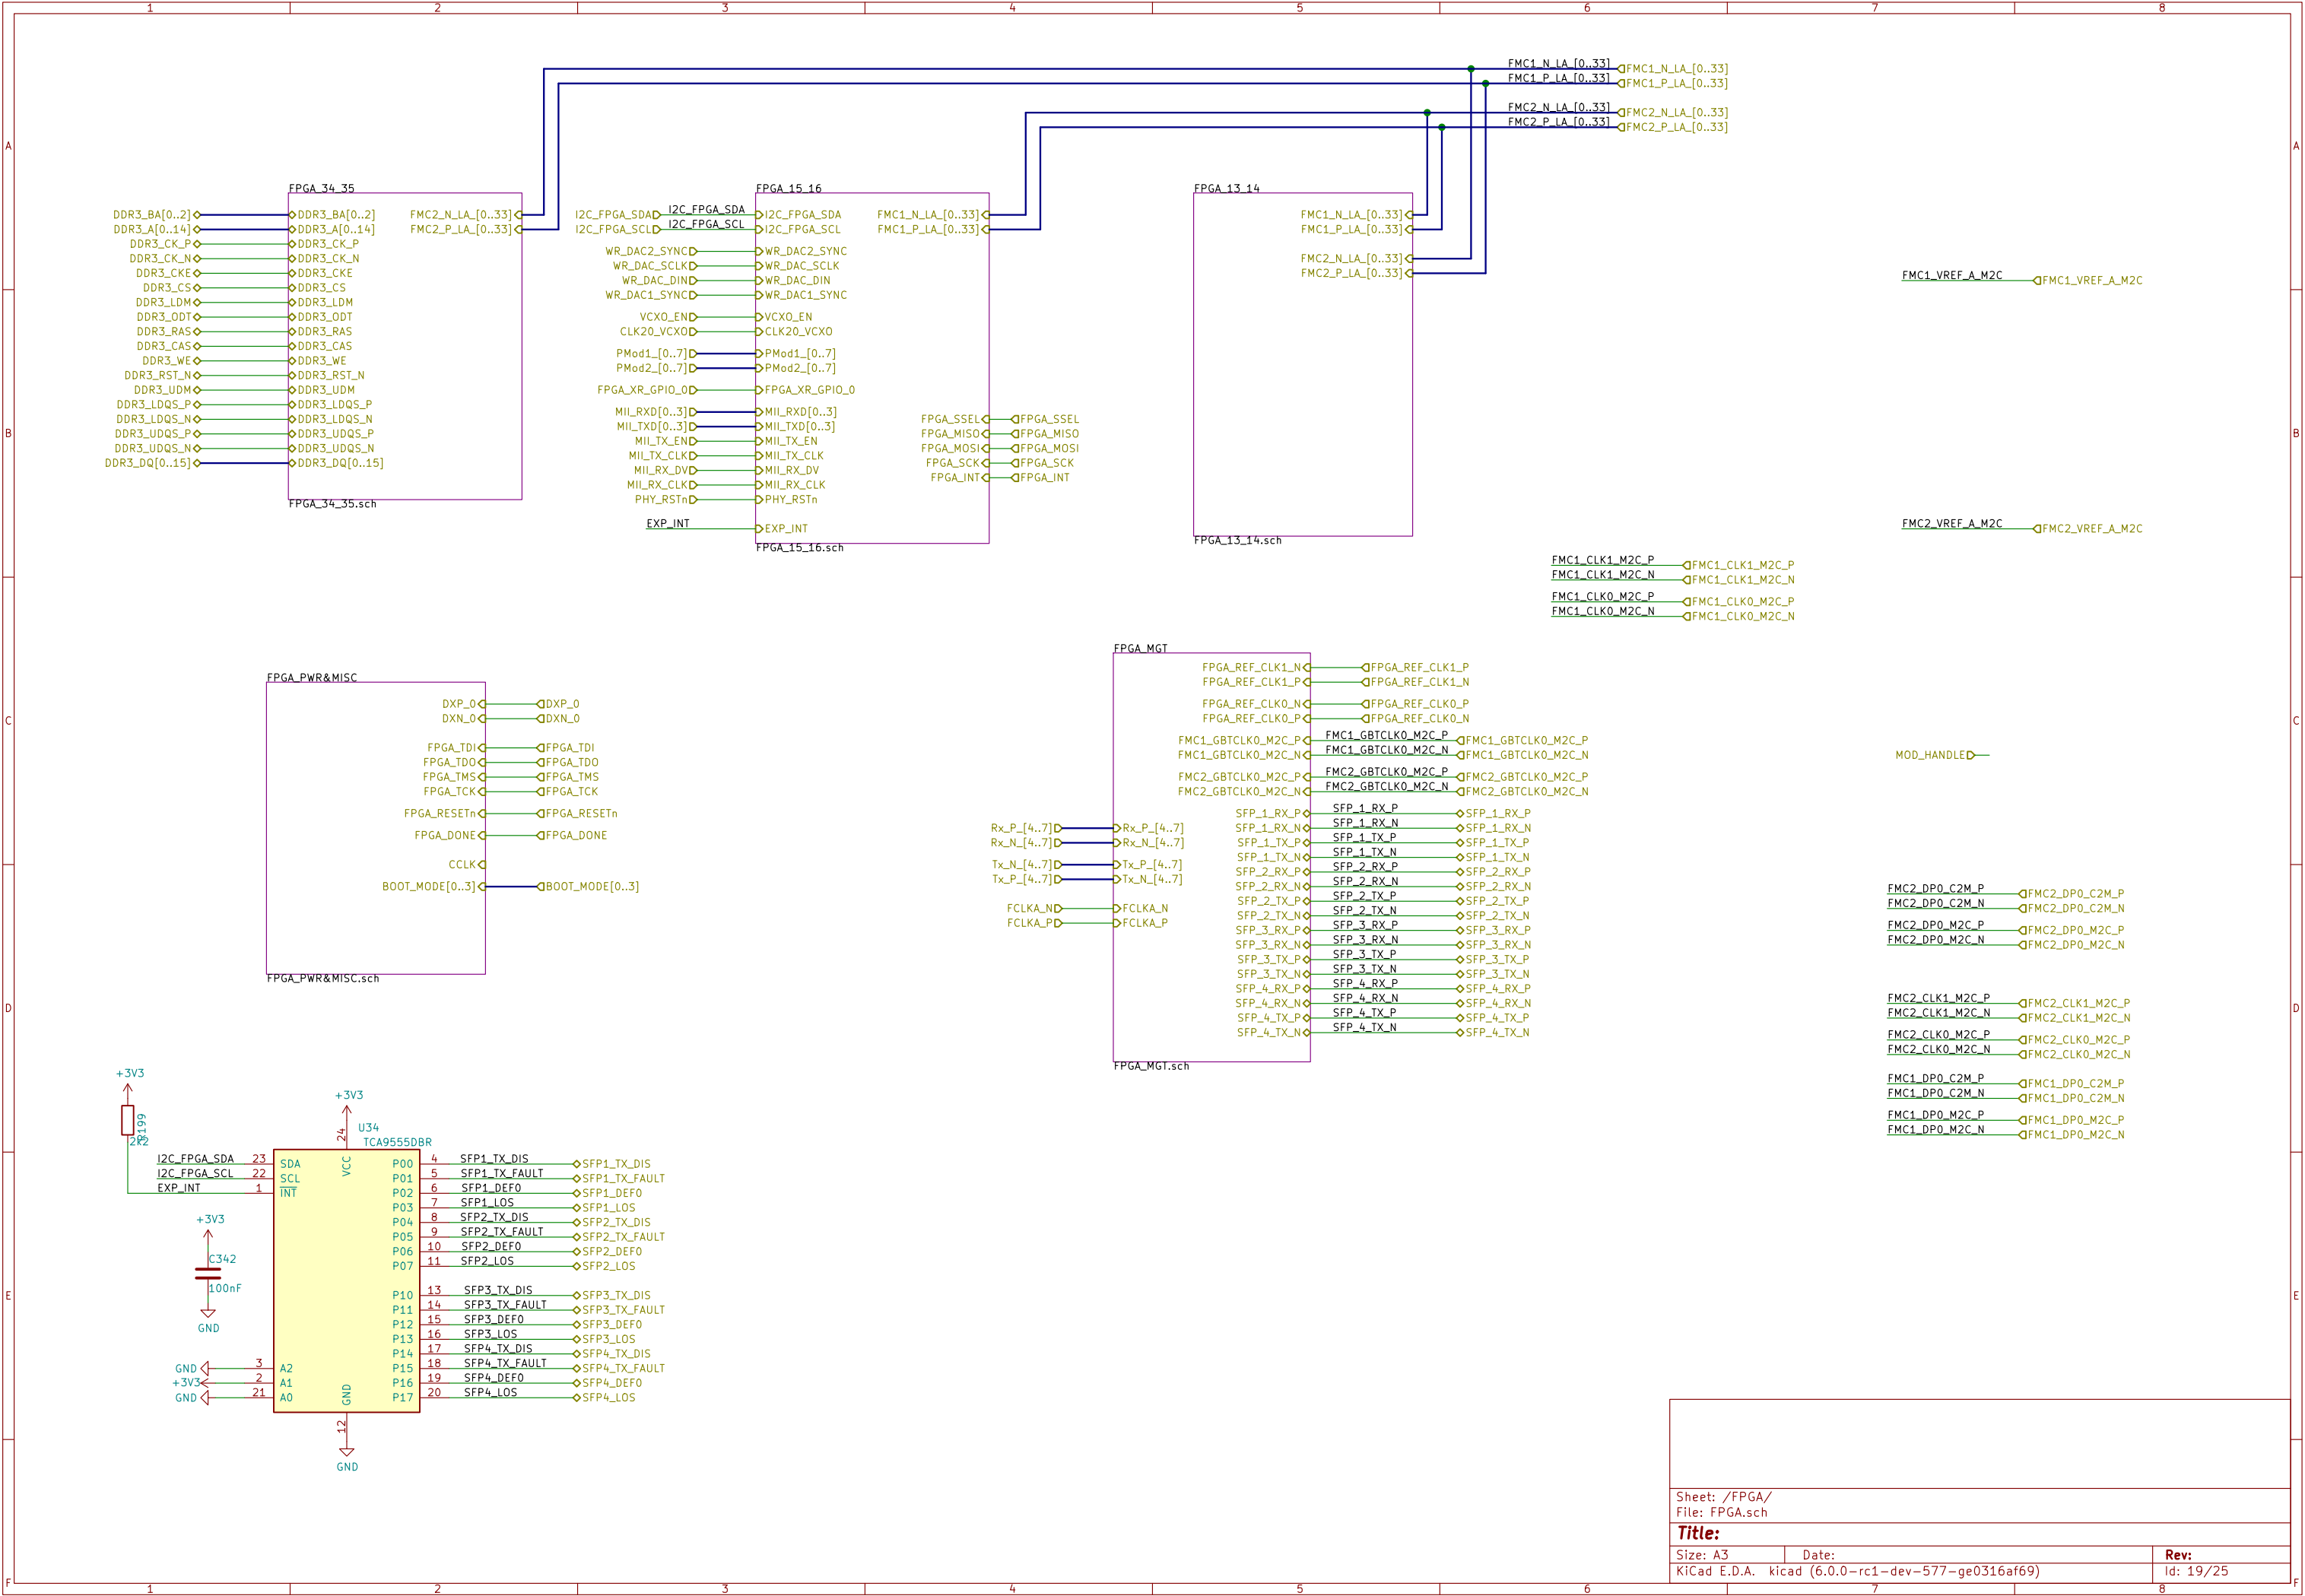 1 2 3 4 5 6 7 8
A
B
C
D
E
F
A
B
C
D
E
F
FMC1_N_LA_[0..33] FMC1_N_LA_[0..33]
FMC1_P_LA_[0..33] FMC1_P_LA_[0..33]
FMC2_N_LA_[0..33] FMC2_N_LA_[0..33]
FMC2_P_LA_[0..33] FMC2_P_LA_[0..33]
FPGA_34_35
DDR3_BA[0..2] DDR3_BA[0..2] FMC2_N_LA_[0..33]
DDR3_A[0..14] DDR3_A[0..14] FMC2_P_LA_[0..33]
DDR3_CK_P DDR3_CK_P
DDR3_CK_N DDR3_CK_N
DDR3_CKE DDR3_CKE
DDR3_CS DDR3_CS
DDR3_LDM DDR3_LDM
DDR3_ODT DDR3_ODT
DDR3_RAS DDR3_RAS
DDR3_CAS DDR3_CAS
DDR3_WE DDR3_WE
DDR3_RST_N DDR3_RST_N
DDR3_UDM DDR3_UDM
DDR3_LDQS_P DDR3_LDQS_P
DDR3_LDQS_N DDR3_LDQS_N
DDR3_UDQS_P DDR3_UDQS_P
DDR3_UDQS_N DDR3_UDQS_N
DDR3_DQ[0..15] DDR3_DQ[0..15]
FPGA_34_35.sch
FPGA_15_16
I2C_FPGA_SDA I2C_FPGA_SDA I2C_FPGA_SDA FMC1_N_LA_[0..33]
I2C_FPGA_SCL I2C_FPGA_SCL I2C_FPGA_SCL FMC1_P_LA_[0..33]
WR_DAC2_SYNC WR_DAC2_SYNC
WR_DAC_SCLK WR_DAC_SCLK
WR_DAC_DIN WR_DAC_DIN
WR_DAC1_SYNC WR_DAC1_SYNC
VCXO_EN VCXO_EN
CLK20_VCXO CLK20_VCXO
PMod1_[0..7] PMod1_[0..7]
PMod2_[0..7] PMod2_[0..7]
FPGA_XR_GPIO_0 FPGA_XR_GPIO_0
MII_RXD[0..3] MII_RXD[0..3]
MII_TXD[0..3] MII_TXD[0..3]
MII_TX_EN MII_TX_EN
MII_TX_CLK MII_TX_CLK
MII_RX_DV MII_RX_DV
MII_RX_CLK MII_RX_CLK
PHY_RSTn PHY_RSTn
EXP_INT EXP_INT
FPGA_SSEL FPGA_SSEL
FPGA_MISO FPGA_MISO
FPGA_MOSI FPGA_MOSI
FPGA_SCK FPGA_SCK
FPGA_INT FPGA_INT
FPGA_15_16.sch
FPGA_13_14
FMC1_N_LA_[0..33]
FMC1_P_LA_[0..33]
FMC2_N_LA_[0..33]
FMC2_P_LA_[0..33]
FPGA_13_14.sch
FMC1_VREF_A_M2C FMC1_VREF_A_M2C
FMC2_VREF_A_M2C FMC2_VREF_A_M2C
FMC1_CLK1_M2C_P FMC1_CLK1_M2C_P
FMC1_CLK1_M2C_N FMC1_CLK1_M2C_N
FMC1_CLK0_M2C_P FMC1_CLK0_M2C_P
FMC1_CLK0_M2C_N FMC1_CLK0_M2C_N
FPGA_PWR&MISC
DXP_0 DXP_0
DXN_0 DXN_0
FPGA_TDI FPGA_TDI
FPGA_TDO FPGA_TDO
FPGA_TMS FPGA_TMS
FPGA_TCK FPGA_TCK
FPGA_RESETn FPGA_RESETn
FPGA_DONE FPGA_DONE
CCLK
BOOT_MODE[0..3] BOOT_MODE[0..3]
FPGA_PWR&MISC.sch
FPGA_MGT
FPGA_REF_CLK1_N FPGA_REF_CLK1_P
FPGA_REF_CLK1_P FPGA_REF_CLK1_N
FPGA_REF_CLK0_N FPGA_REF_CLK0_P
FPGA_REF_CLK0_P FPGA_REF_CLK0_N
FMC1_GBTCLK0_M2C_P FMC1_GBTCLK0_M2C_P FMC1_GBTCLK0_M2C_P
FMC1_GBTCLK0_M2C_N FMC1_GBTCLK0_M2C_N FMC1_GBTCLK0_M2C_N
FMC2_GBTCLK0_M2C_P FMC2_GBTCLK0_M2C_P FMC2_GBTCLK0_M2C_P
FMC2_GBTCLK0_M2C_N FMC2_GBTCLK0_M2C_N FMC2_GBTCLK0_M2C_N
SFP_1_RX_P SFP_1_RX_P SFP_1_RX_P
SFP_1_RX_N SFP_1_RX_N SFP_1_RX_N
SFP_1_TX_P SFP_1_TX_P SFP_1_TX_P
SFP_1_TX_N SFP_1_TX_N SFP_1_TX_N
SFP_2_RX_P SFP_2_RX_P SFP_2_RX_P
SFP_2_RX_N SFP_2_RX_N SFP_2_RX_N
SFP_2_TX_P SFP_2_TX_P SFP_2_TX_P
SFP_2_TX_N SFP_2_TX_N SFP_2_TX_N
SFP_3_RX_P SFP_3_RX_P SFP_3_RX_P
SFP_3_RX_N SFP_3_RX_N SFP_3_RX_N
SFP_3_TX_P SFP_3_TX_P SFP_3_TX_P
SFP_3_TX_N SFP_3_TX_N SFP_3_TX_N
SFP_4_RX_P SFP_4_RX_P SFP_4_RX_P
SFP_4_RX_N SFP_4_RX_N SFP_4_RX_N
SFP_4_TX_P SFP_4_TX_P SFP_4_TX_P
SFP_4_TX_N SFP_4_TX_N SFP_4_TX_N
Rx_P_[4..7] Rx_P_[4..7]
Rx_N_[4..7] Rx_N_[4..7]
Tx_N_[4..7] Tx_P_[4..7]
Tx_P_[4..7] Tx_N_[4..7]
FCLKA_N FCLKA_N
FCLKA_P FCLKA_P
FPGA_MGT.sch
MOD_HANDLE
FMC2_DP0_C2M_P FMC2_DP0_C2M_P
FMC2_DP0_C2M_N FMC2_DP0_C2M_N
FMC2_DP0_M2C_P FMC2_DP0_M2C_P
FMC2_DP0_M2C_N FMC2_DP0_M2C_N
FMC2_CLK1_M2C_P FMC2_CLK1_M2C_P
FMC2_CLK1_M2C_N FMC2_CLK1_M2C_N
FMC2_CLK0_M2C_P FMC2_CLK0_M2C_P
FMC2_CLK0_M2C_N FMC2_CLK0_M2C_N
FMC1_DP0_C2M_P FMC1_DP0_C2M_P
FMC1_DP0_C2M_N FMC1_DP0_C2M_N
FMC1_DP0_M2C_P FMC1_DP0_M2C_P
FMC1_DP0_M2C_N FMC1_DP0_M2C_N
+3V3
R199
2k2
+3V3
24
U34
TCA9555DBR
VCC
I2C_FPGA_SDA 23 SDA
I2C_FPGA_SCL 22 SCL
EXP_INT 1 INT
P00 4 SFP1_TX_DIS SFP1_TX_DIS
P01 5 SFP1_TX_FAULT SFP1_TX_FAULT
P02 6 SFP1_DEF0 SFP1_DEF0
P03 7 SFP1_LOS SFP1_LOS
P04 8 SFP2_TX_DIS SFP2_TX_DIS
P05 9 SFP2_TX_FAULT SFP2_TX_FAULT
P06 10 SFP2_DEF0 SFP2_DEF0
P07 11 SFP2_LOS SFP2_LOS
P10 13 SFP3_TX_DIS SFP3_TX_DIS
P11 14 SFP3_TX_FAULT SFP3_TX_FAULT
P12 15 SFP3_DEF0 SFP3_DEF0
P13 16 SFP3_LOS SFP3_LOS
P14 17 SFP4_TX_DIS SFP4_TX_DIS
P15 18 SFP4_TX_FAULT SFP4_TX_FAULT
P16 19 SFP4_DEF0 SFP4_DEF0
P17 20 SFP4_LOS SFP4_LOS
+3V3
C342
100nF
GND
GND 3 A2
+3V3 2 A1
GND 21 A0
GND
12
GND
Sheet: /FPGA/
File: FPGA.sch
Title:
Size: A3 Date: Rev:
KiCad E.D.A. kicad (6.0.0-rc1-dev-577-ge0316af69) Id: 19/25
1 2 3 4 5 6 7 8